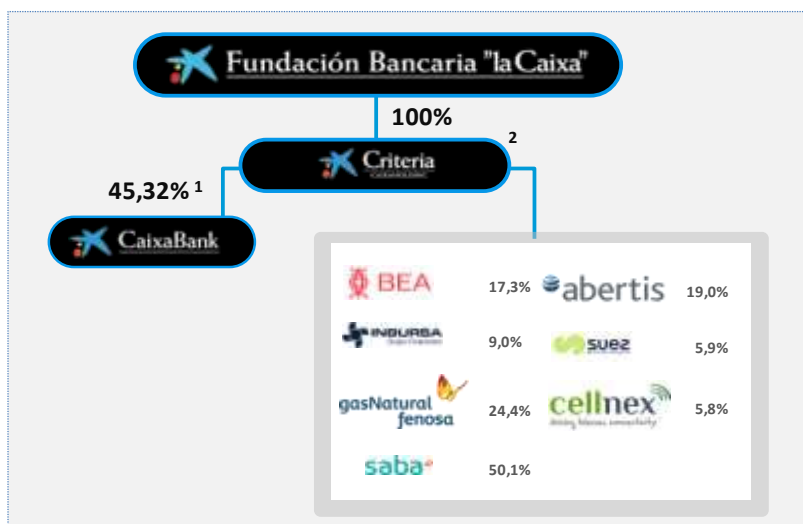 Fundación Bancaria "la Caixa"
100%
Criteria
2
45,32% 1
CaixaBank
BEA 17,3% abertis 19,0%
INBURSA 9,0% suez 5,9%
gasNatural
fenosa 24,4% cellnex 5,8%
saba 50,1%